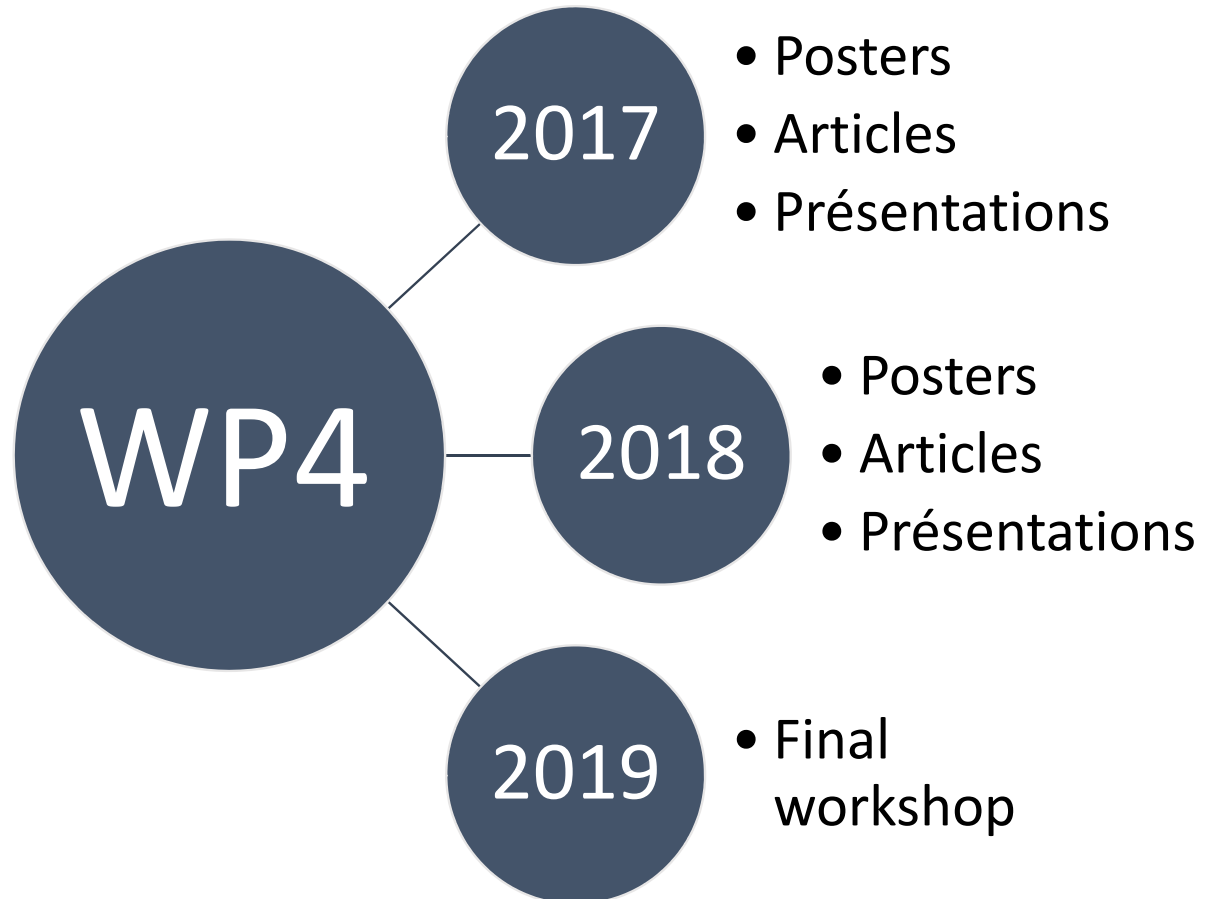 WP4
2017
• Posters
• Articles
• Présentations
2018
• Posters
• Articles
• Présentations
2019
• Final
workshop